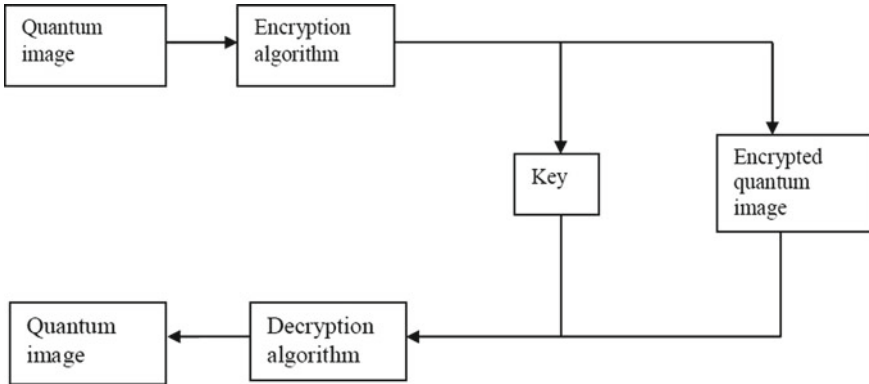 Quantum
image
Encryption
algorithm
Key
Encrypted
quantum
image
Quantum
image
Decryption
algorithm